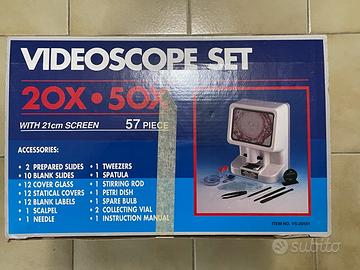 VIDEOSCOPE SET
20X • 50X
WITH 21cm SCREEN
57 PIECE
ACCESSORIES:
• 2 PREPARED SLIDES
• 10 BLANK SLIDES
• 12 COVER GLASS
• 12 STATICAL COVERS
• 12 BLANK LABELS
• 1 SCALPEL
• 1 NEEDLE
• 1 TWEEZERS
• 1 SPATULA
• 1 STIRRING ROD
• 1 PETRI DISH
• 1 SPARE BULB
• 2 COLLECTING VIAL
• 1 INSTRUCTION MANUAL
ITEM NO.
subito